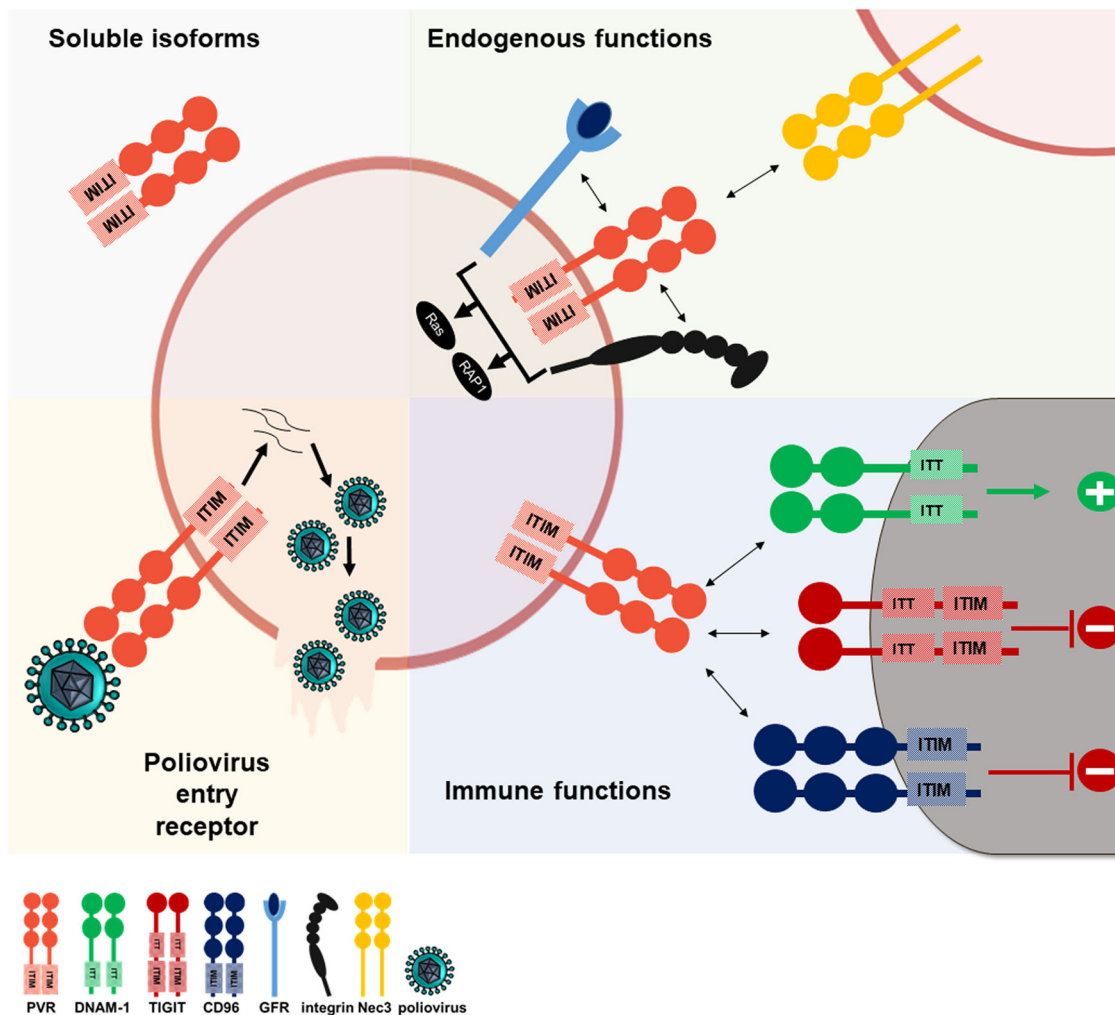 Soluble isoforms
Endogenous functions
ITIM
ITIM
ITIM
ITIM
Ras
RAP1
ITIM
ITIM
Poliovirus
entry
receptor
ITIM
ITIM
Immune functions
ITT
ITT
+
ITT ITIM
ITT ITIM
−
ITIM
ITIM
−
ITIM ITIM
ITT ITT
ITT ITT
ITIM ITIM
ITIM ITIM
PVR DNAM-1 TIGIT CD96 GFR integrin Nec3 poliovirus